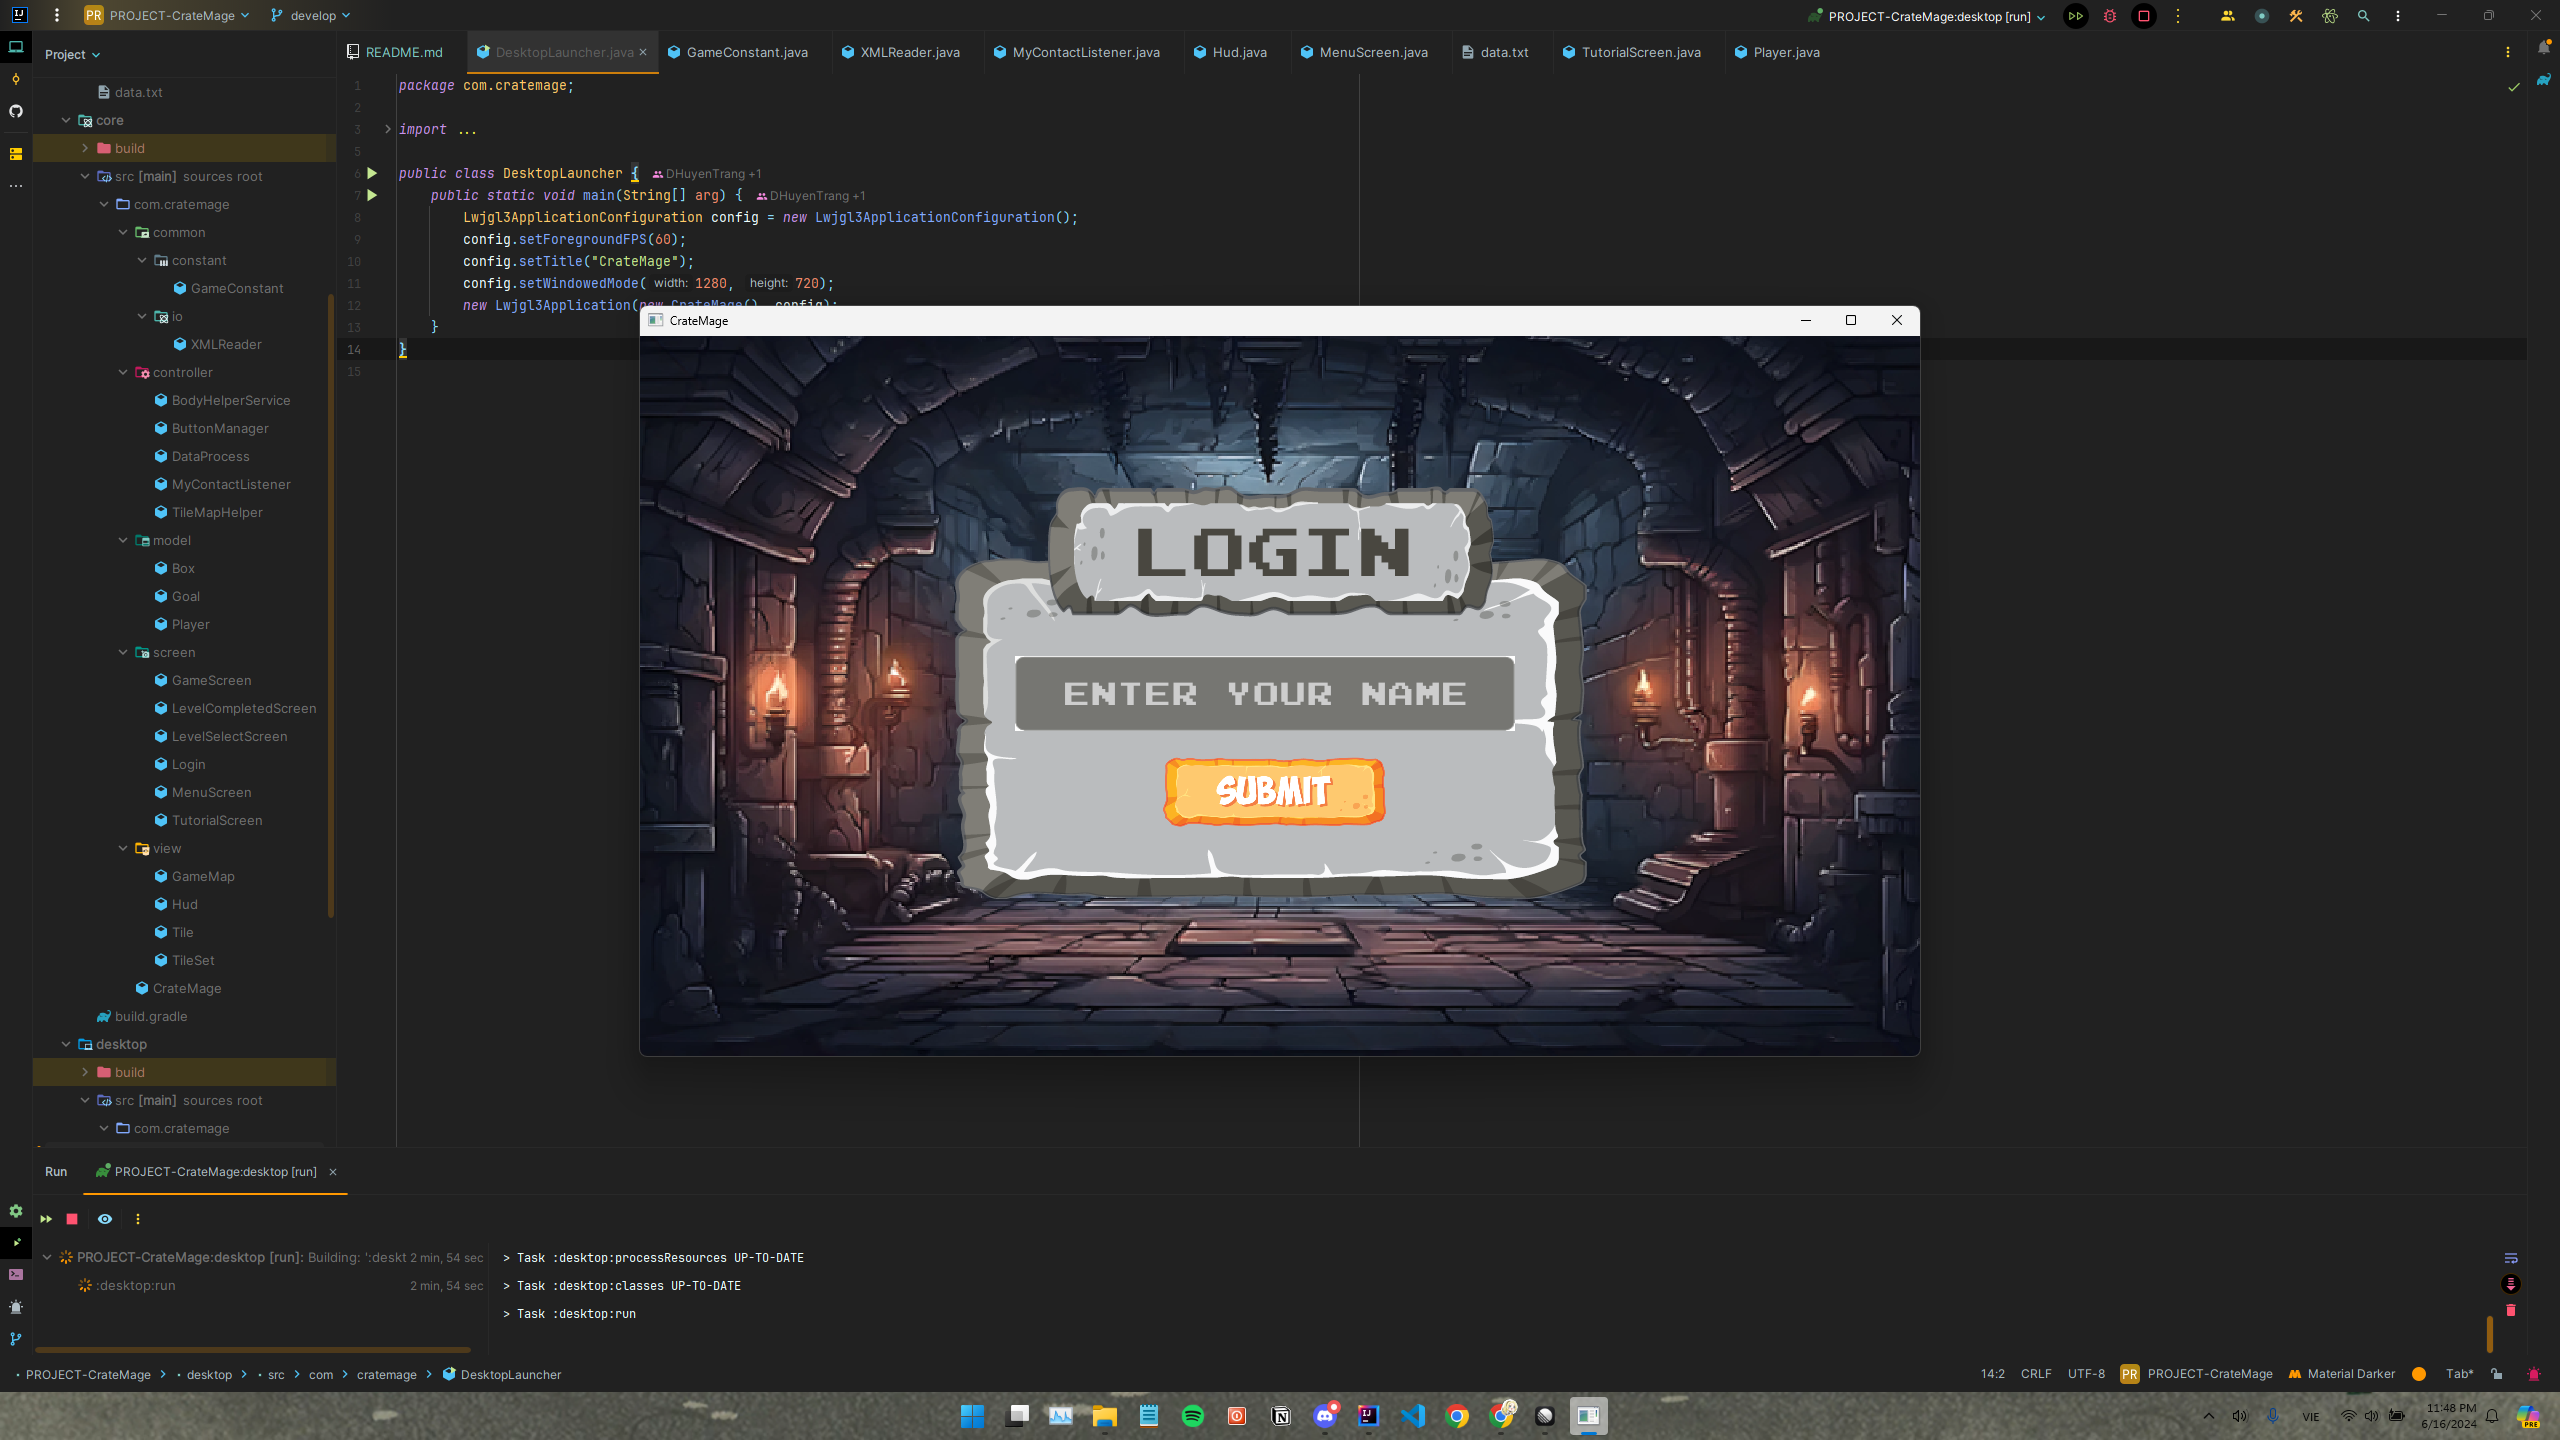 PR PROJECT-CrateMage develop PROJECT-CrateMage:desktop [run]
Project
README.md DesktopLauncher.java GameConstant.java XMLReader.java MyContactListener.java Hud.java MenuScreen.java data.txt TutorialScreen.java Player.java
data.txt
core
build
src [main] sources root
com.cratemage
common
constant
GameConstant
io
XMLReader
controller
BodyHelperService
ButtonManager
DataProcess
MyContactListener
TileMapHelper
model
Box
Goal
Player
screen
GameScreen
LevelCompletedScreen
LevelSelectScreen
Login
MenuScreen
TutorialScreen
view
GameMap
Hud
Tile
TileSet
CrateMage
build.gradle
desktop
build
src [main] sources root
com.cratemage
1 package com.cratemage;
2
3 import ...
5
6 public class DesktopLauncher { DHuyenTrang +1
7 public static void main(String[] arg) { DHuyenTrang +1
8 Lwjgl3ApplicationConfiguration config = new Lwjgl3ApplicationConfiguration();
9 config.setForegroundFPS(60);
10 config.setTitle("CrateMage");
11 config.setWindowedMode( width: 1280, height: 720);
12 new Lwjgl3Application(new CrateMage(), config);
13 }
14 }
15
CrateMage
LOGIN
ENTER YOUR NAME
SUBMIT
Run PROJECT-CrateMage:desktop [run]
PROJECT-CrateMage:desktop [run]: Building: ':deskt 2 min, 54 sec
:desktop:run 2 min, 54 sec
> Task :desktop:processResources UP-TO-DATE
> Task :desktop:classes UP-TO-DATE
> Task :desktop:run
PROJECT-CrateMage desktop src com cratemage DesktopLauncher
14:2 CRLF UTF-8 PR PROJECT-CrateMage Material Darker Tab*
VIE
11:48 PM
6/16/2024